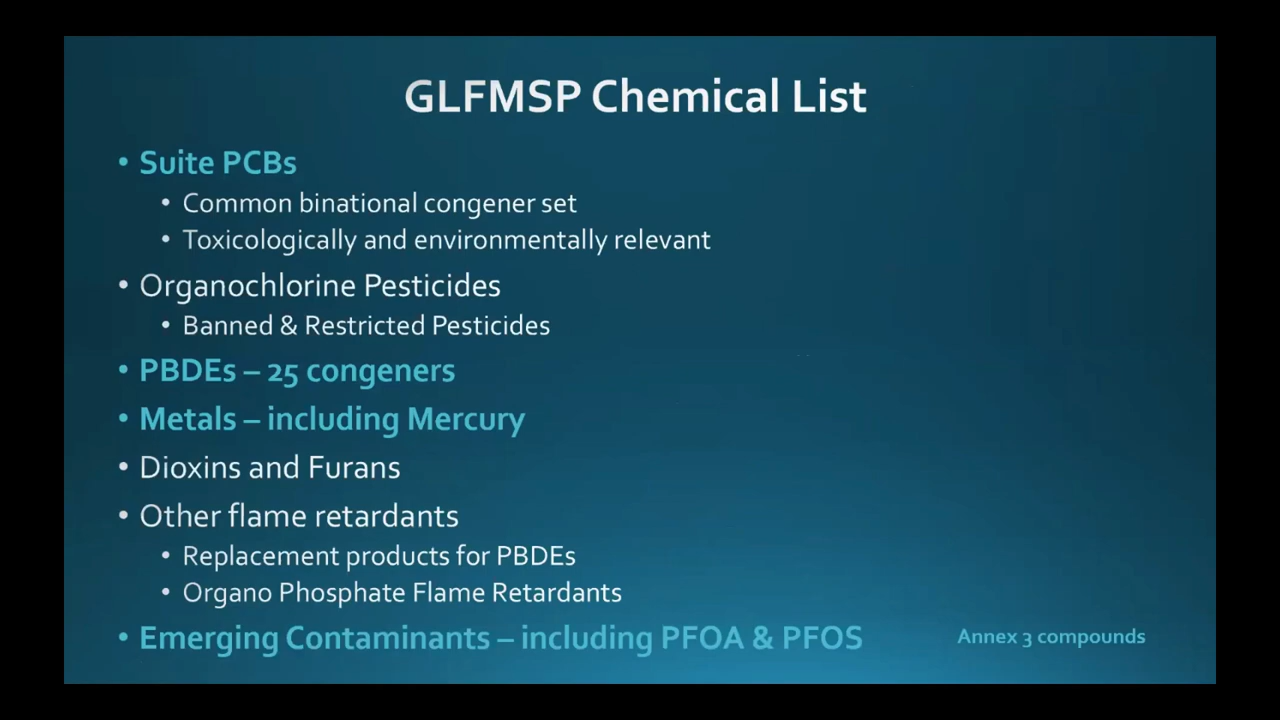 GLFMSP Chemical List
• Suite PCBs
• Common binational congener set
• Toxicologically and environmentally relevant
• Organochlorine Pesticides
• Banned & Restricted Pesticides
• PBDEs – 25 congeners
• Metals – including Mercury
• Dioxins and Furans
• Other flame retardants
• Replacement products for PBDEs
• Organo Phosphate Flame Retardants
• Emerging Contaminants – including PFOA & PFOS
Annex 3 compounds